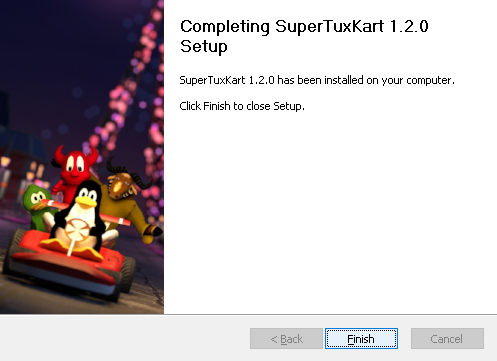 Completing SuperTuxKart 1.2.0
Setup
SuperTuxKart 1.2.0 has been installed on your computer.
Click Finish to close Setup.
< Back
Finish
Cancel